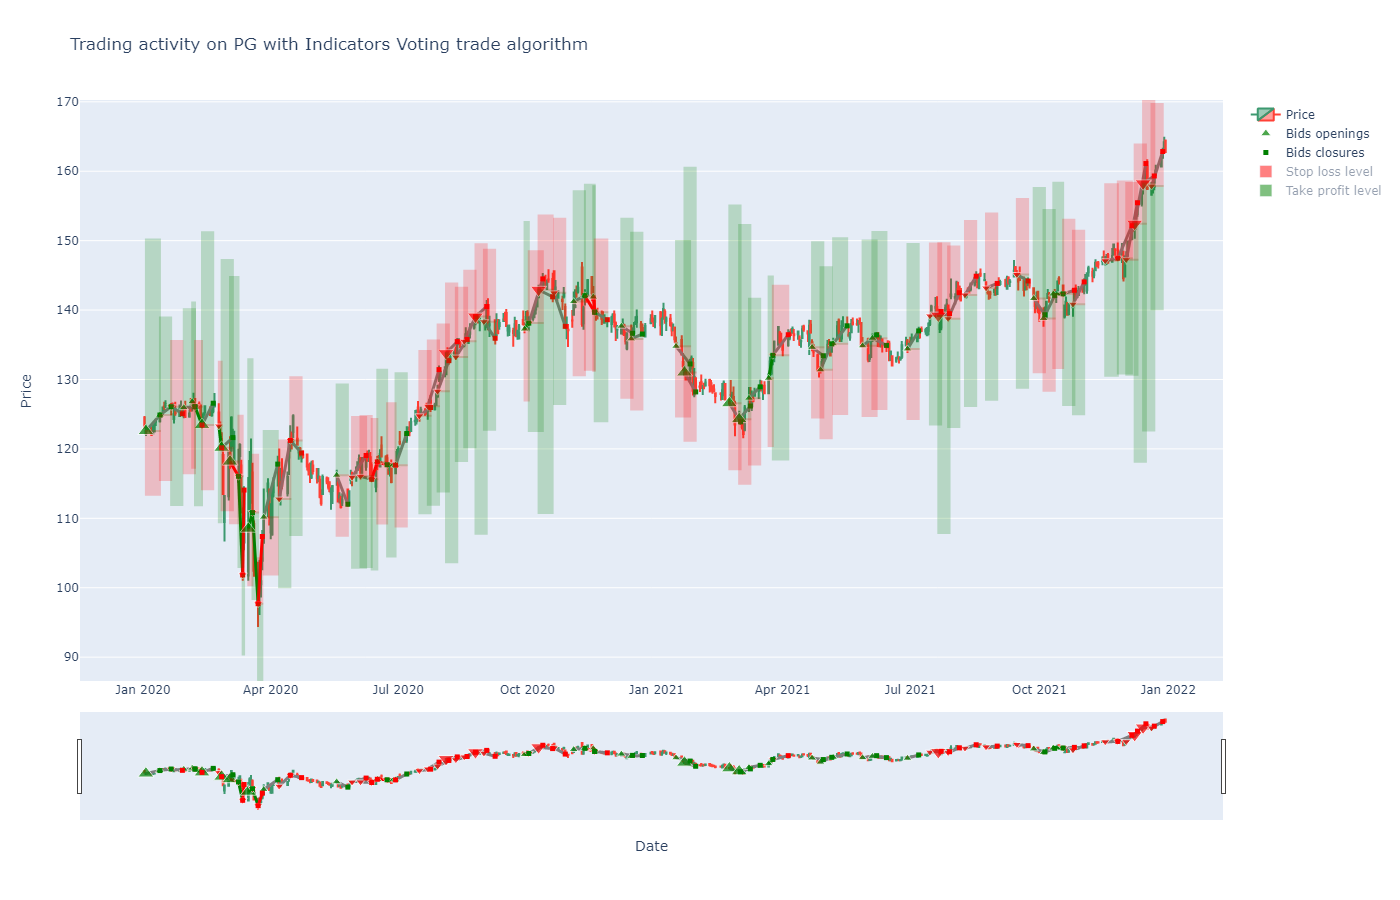 Trading activity on PG with Indicators Voting trade algorithm
170
160
150
140
130
120
110
100
90
Price
Jan 2020
Apr 2020
Jul 2020
Oct 2020
Jan 2021
Apr 2021
Jul 2021
Oct 2021
Jan 2022
Date
Price
Bids openings
Bids closures
Stop loss level
Take profit level